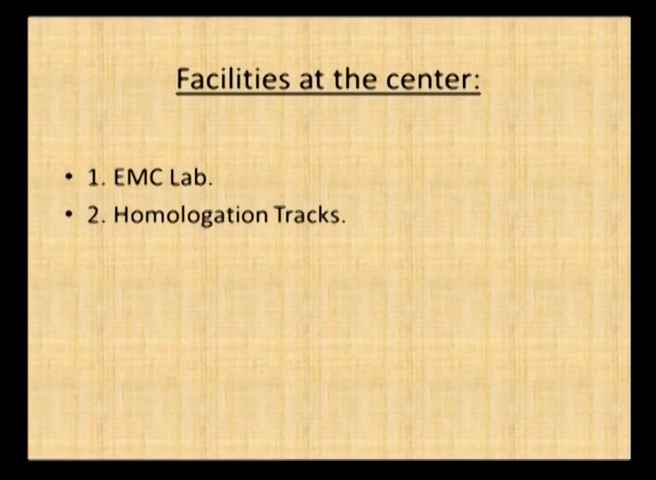 Facilities at the center:
• 1. EMC Lab.
• 2. Homologation Tracks.